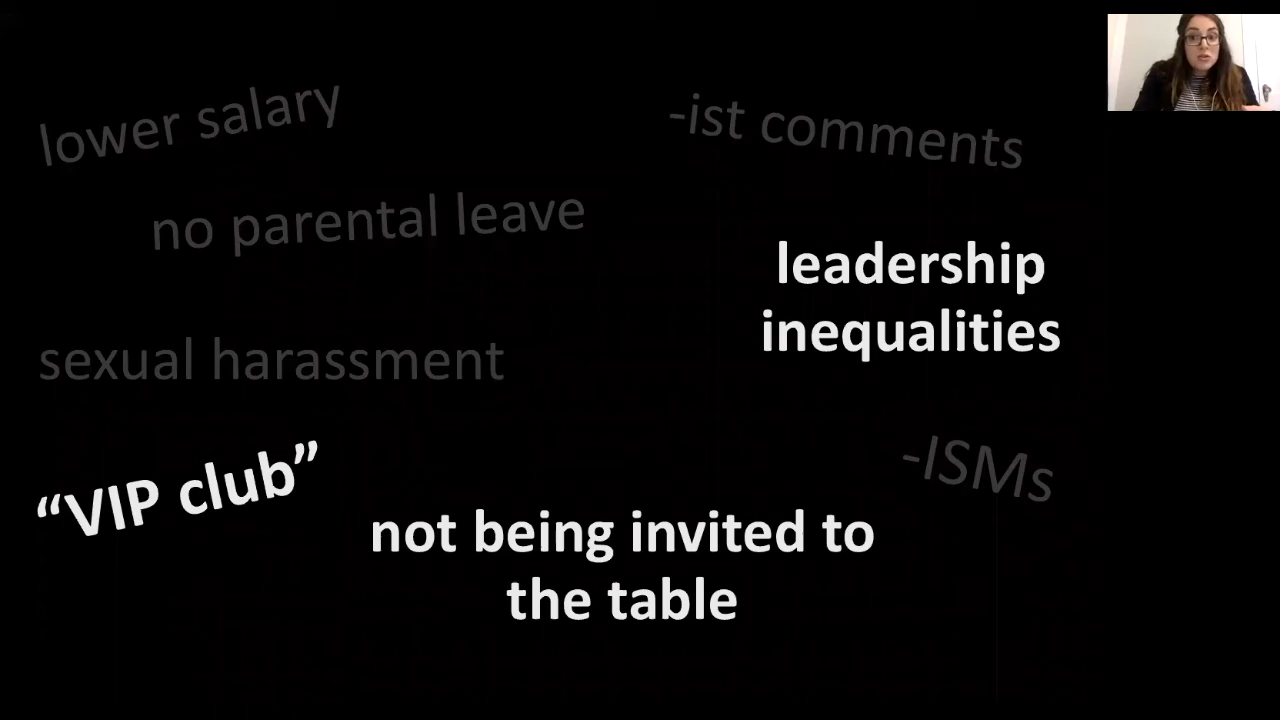 lower salary
-ist comments
no parental leave
leadership
inequalities
sexual harassment
“VIP club”
-ISMs
not being invited to
the table